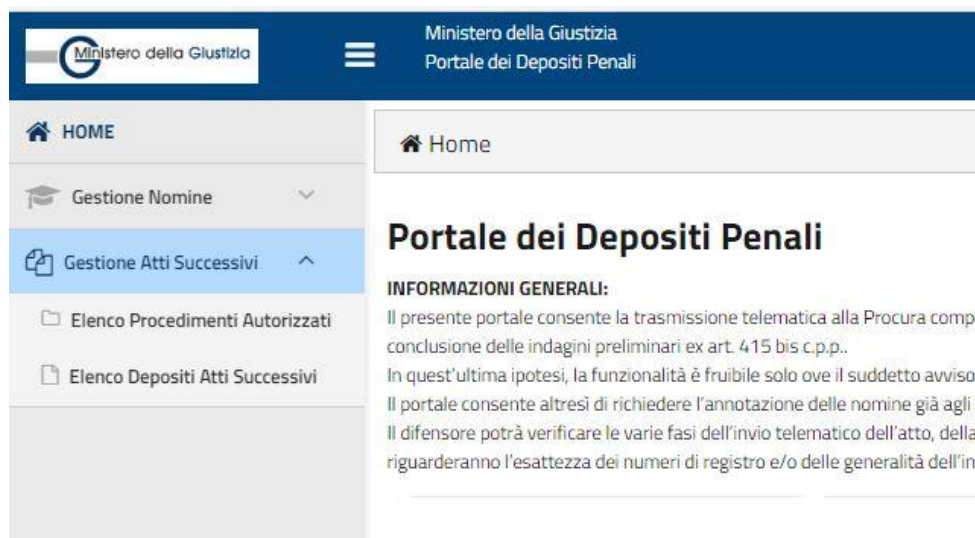 Ministero della Giustizia
Ministero della Giustizia
Portale dei Depositi Penali
HOME
Home
Gestione Nomine
Gestione Atti Successivi
Elenco Procedimenti Autorizzati
Elenco Depositi Atti Successivi
Portale dei Depositi Penali
INFORMAZIONI GENERALI:
Il presente portale consente la trasmissione telematica alla Procura comp
conclusione delle indagini preliminari ex art. 415 bis c.p.p..
In quest'ultima ipotesi, la funzionalità è fruibile solo ove il suddetto avviso
Il portale consente altresì di richiedere l'annotazione delle nomine già agli
Il difensore potrà verificare le varie fasi dell'invio telematico dell'atto, della
riguarderanno l'esattezza dei numeri di registro e/o delle generalità dell'in